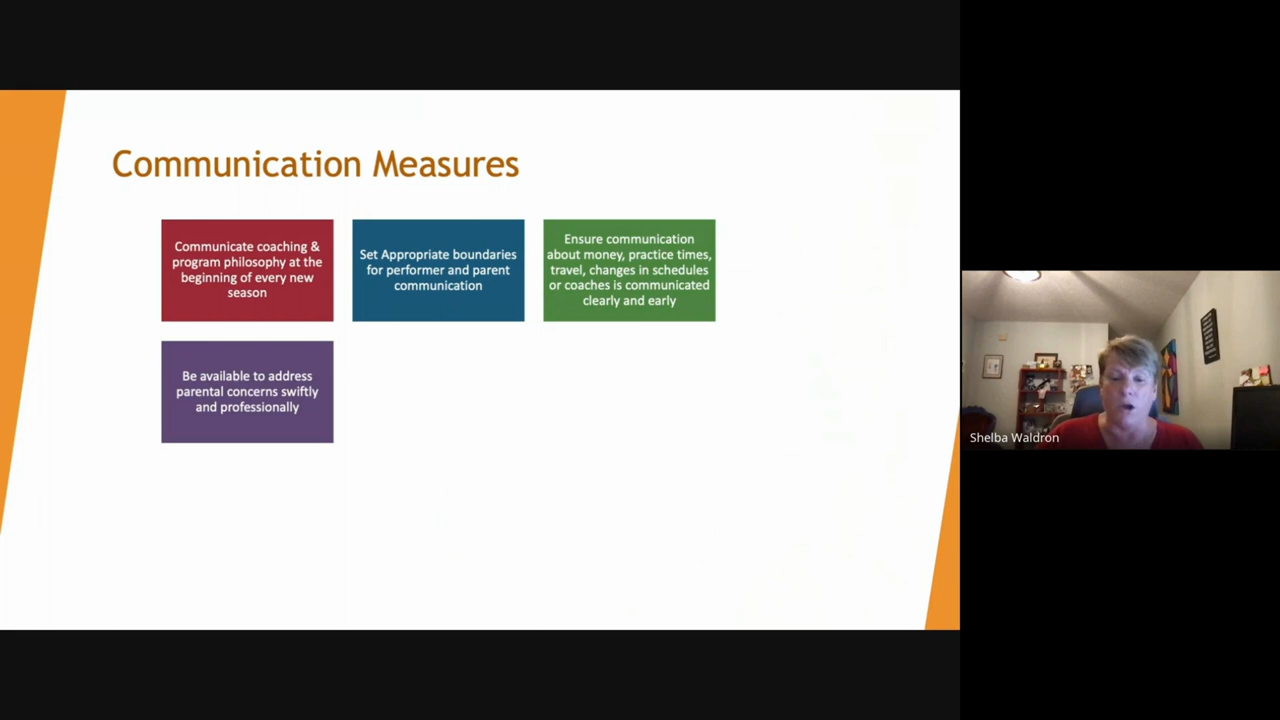 Communication Measures
Communicate coaching &
program philosophy at the
beginning of every new
season
Set Appropriate boundaries
for performer and parent
communication
Ensure communication
about money, practice times,
travel, changes in schedules
or coaches is communicated
clearly and early
Be available to address
parental concerns swiftly
and professionally
Shelba Waldron